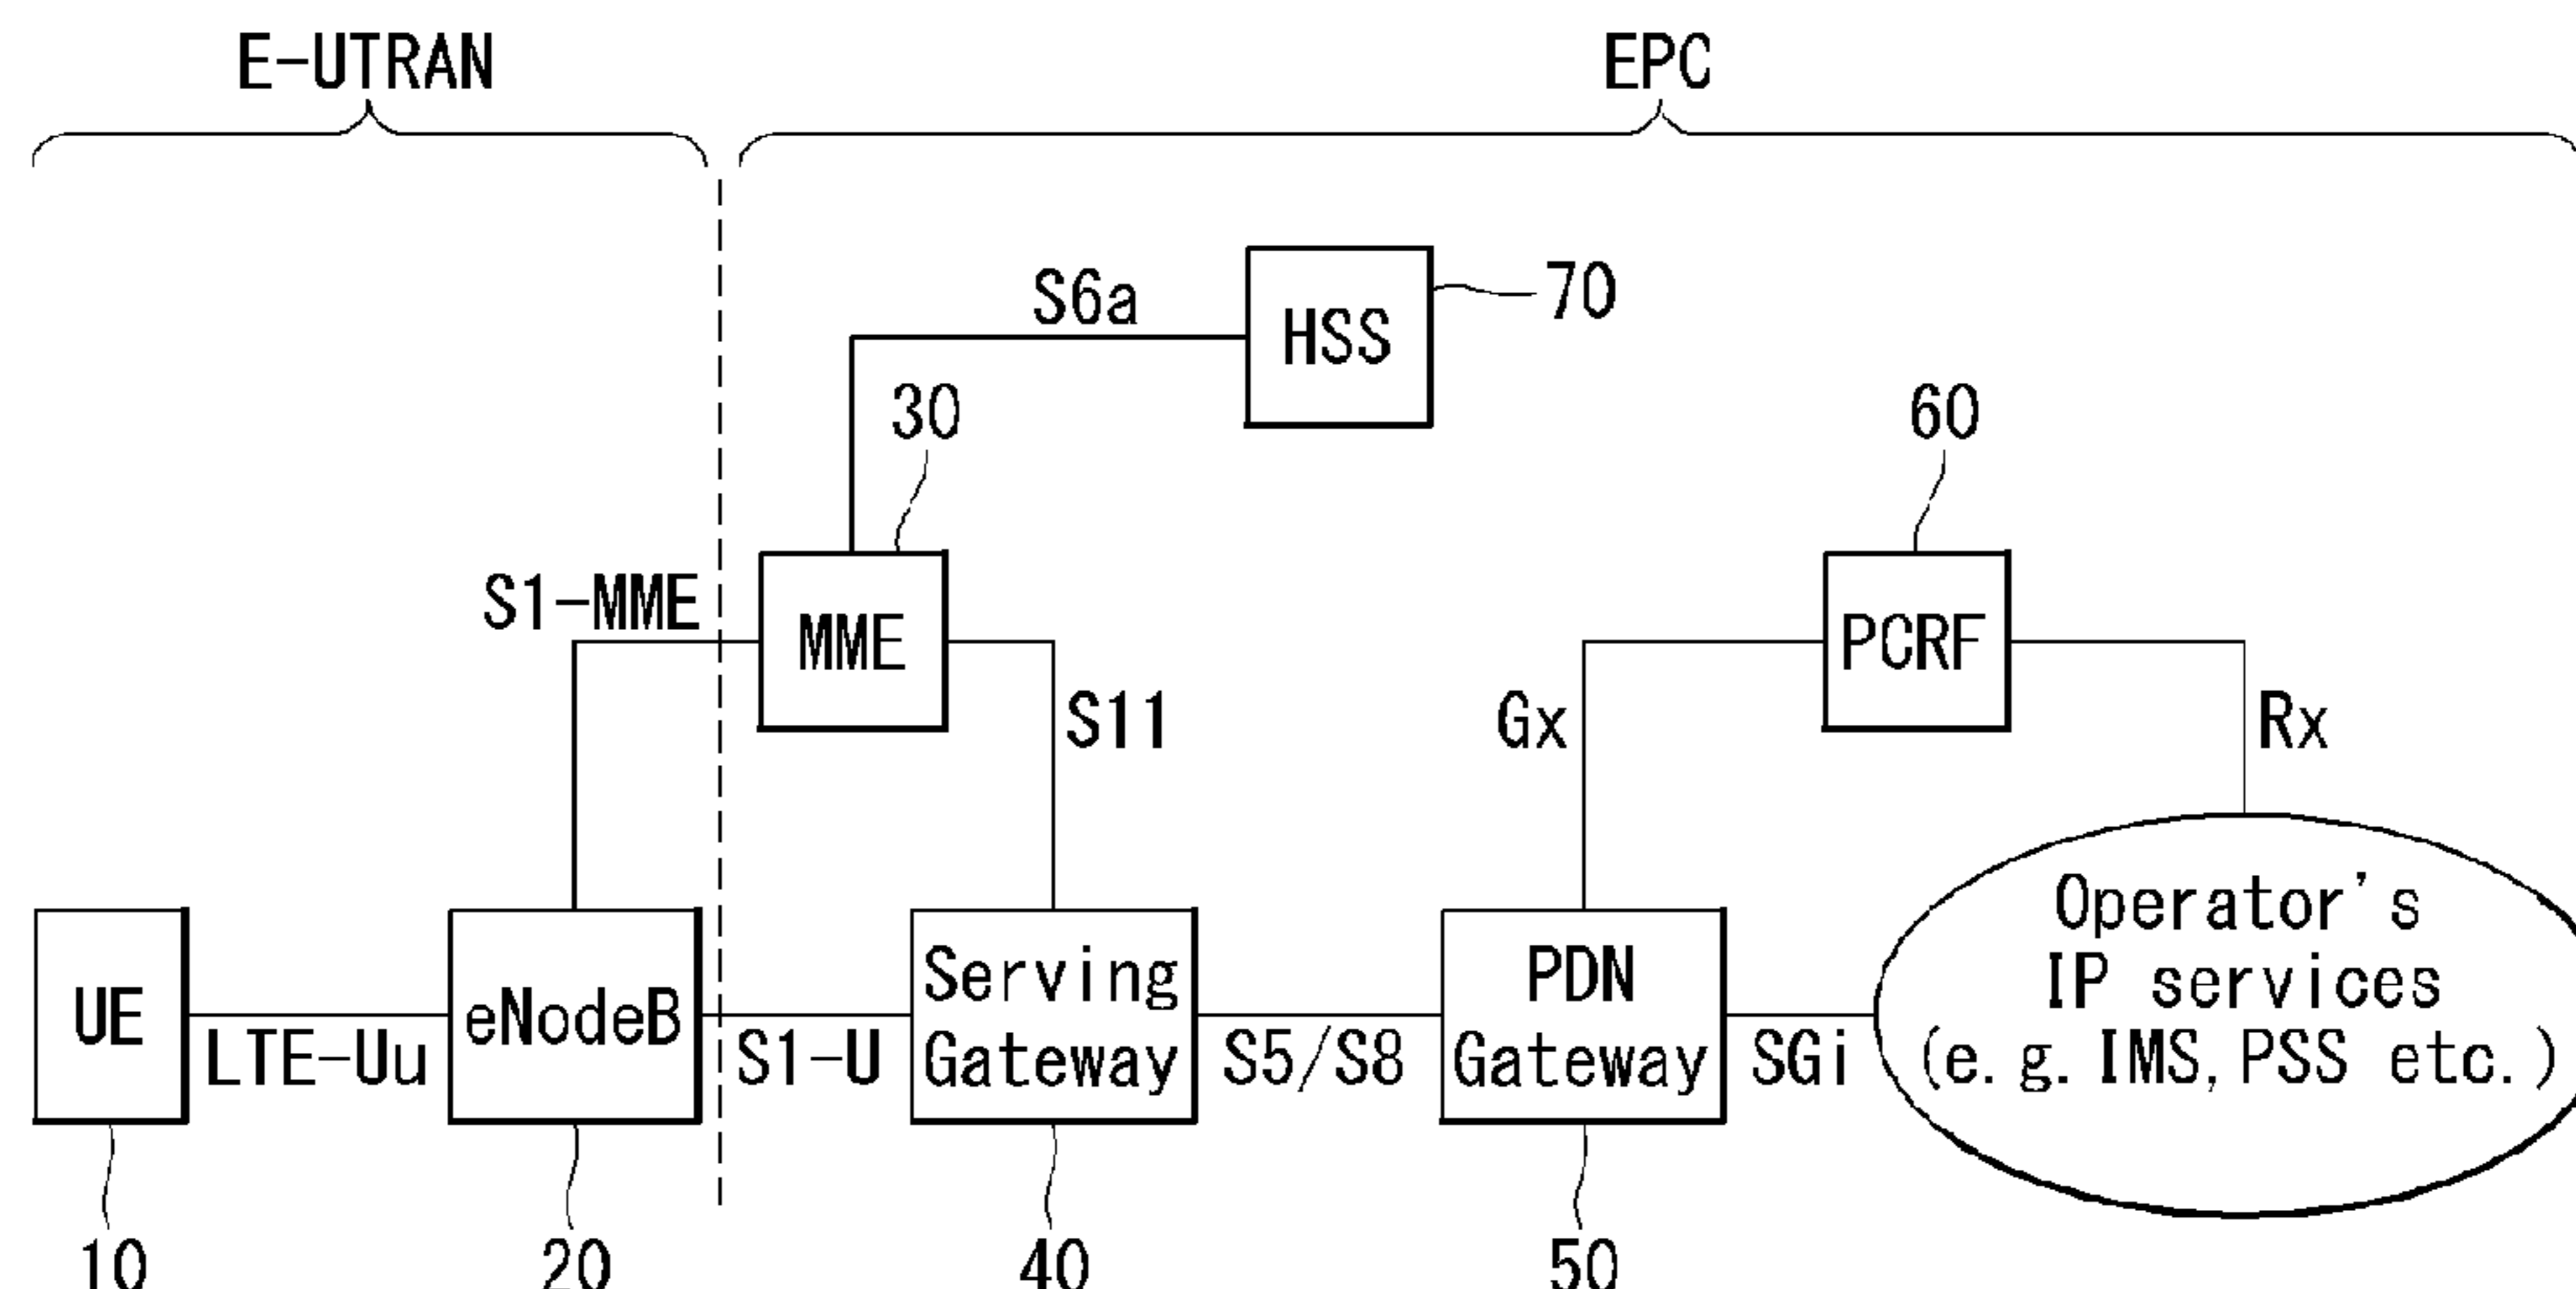 E-UTRAN
EPC
S6a
HSS
70
30
60
S1-MME
MME
PCRF
S11
Gx
Rx
UE
LTE-Uu
eNodeB
S1-U
Serving
Gateway
S5/S8
PDN
Gateway
SGi
Operator's
IP services
(e.g. IMS, PSS etc.)
10
20
40
50